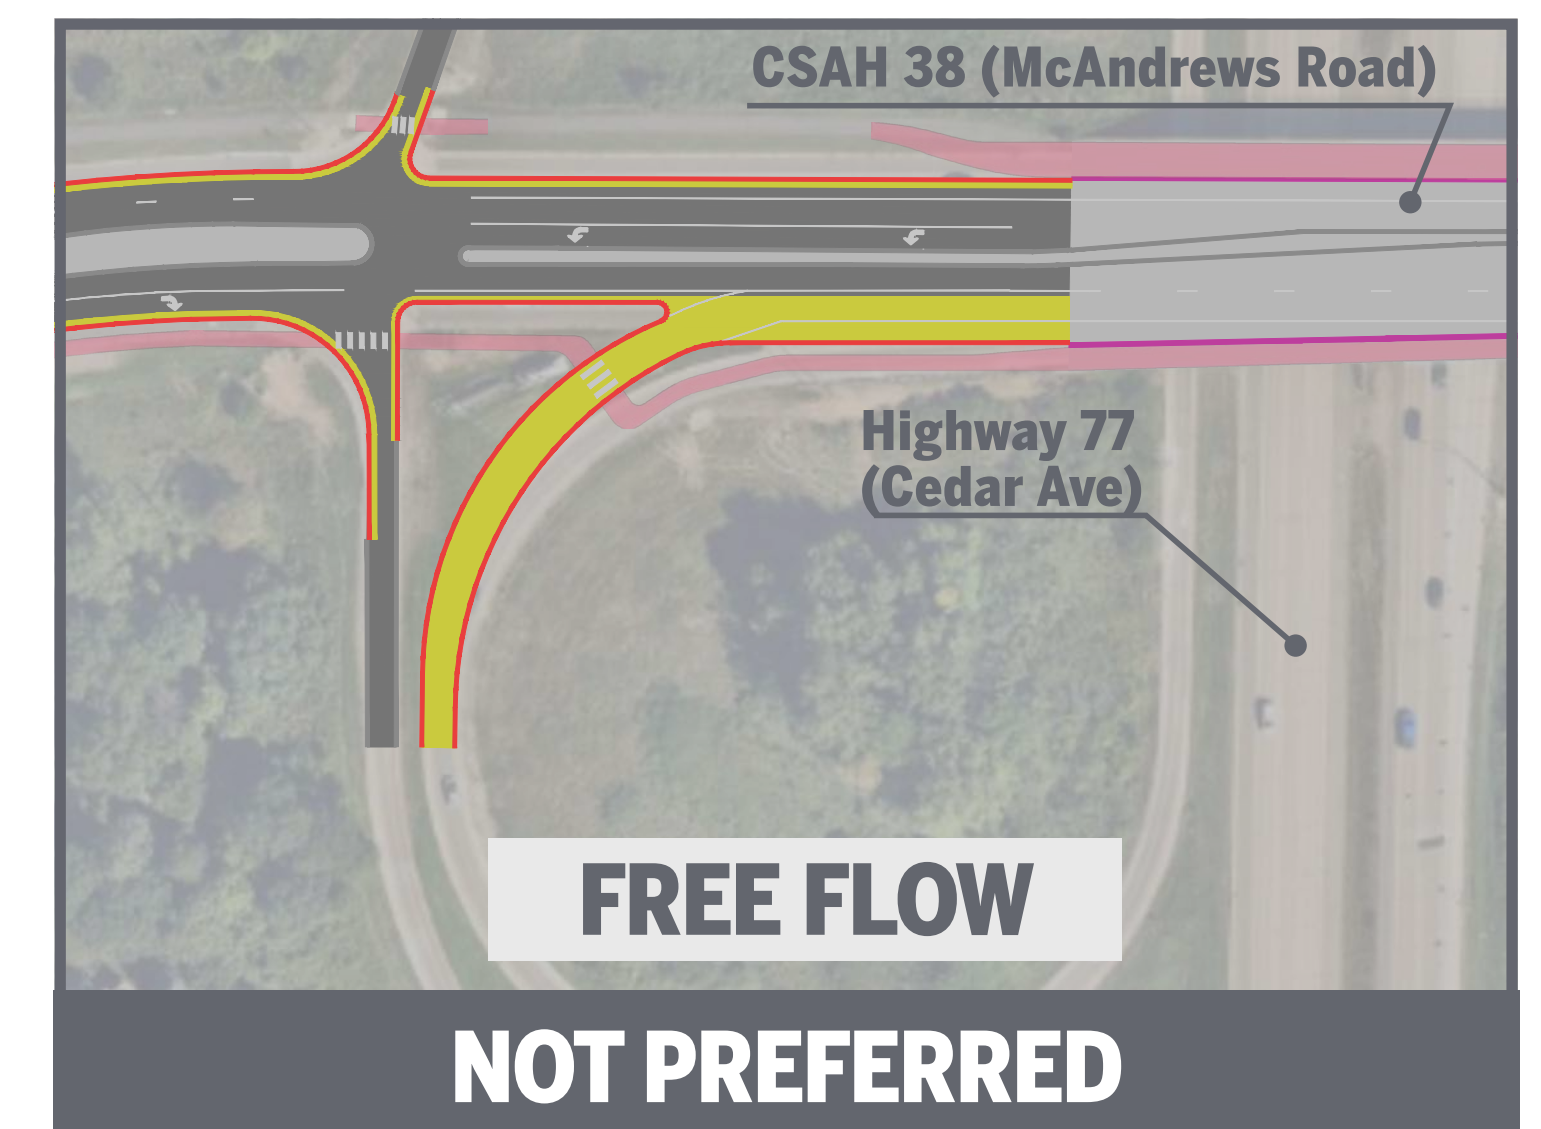 CSAH 38 (McAndrews Road)
Highway 77
(Cedar Ave)
FREE FLOW
NOT PREFERRED